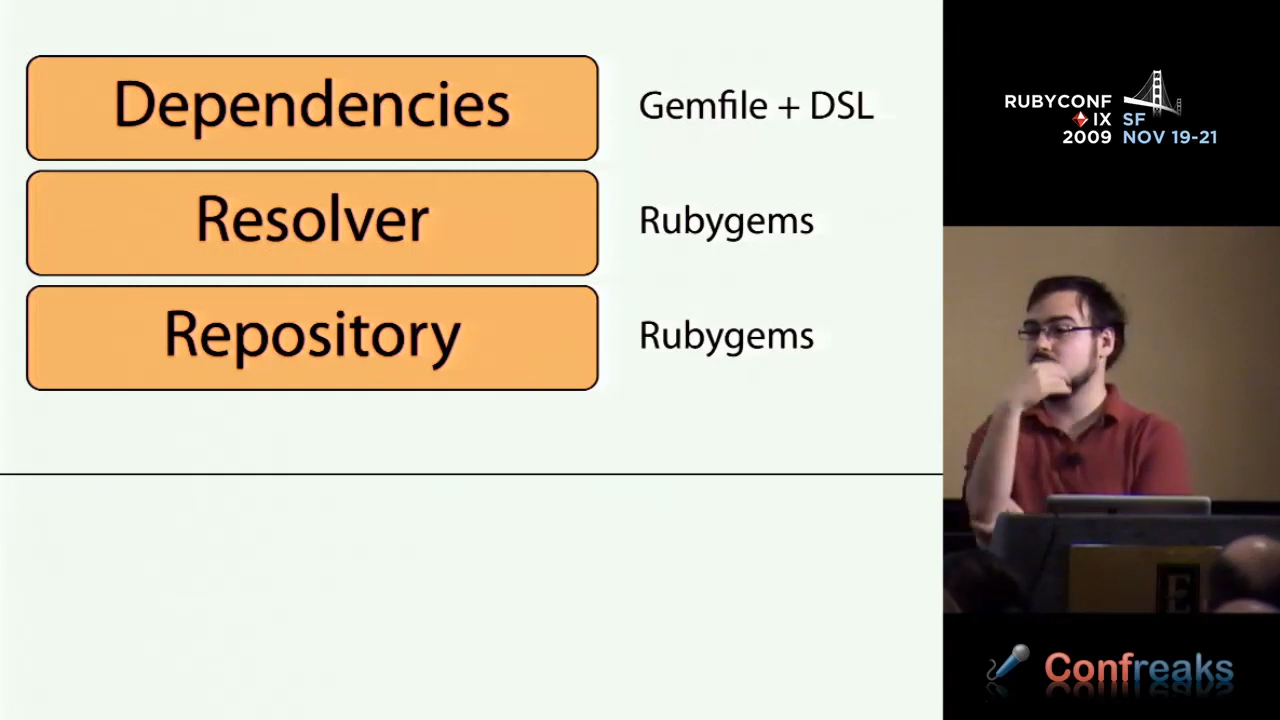 Dependencies
Gemfile + DSL
Resolver
Rubygems
Repository
Rubygems
RUBYCONF
IX SF
2009 NOV 19-21
E
Confreaks